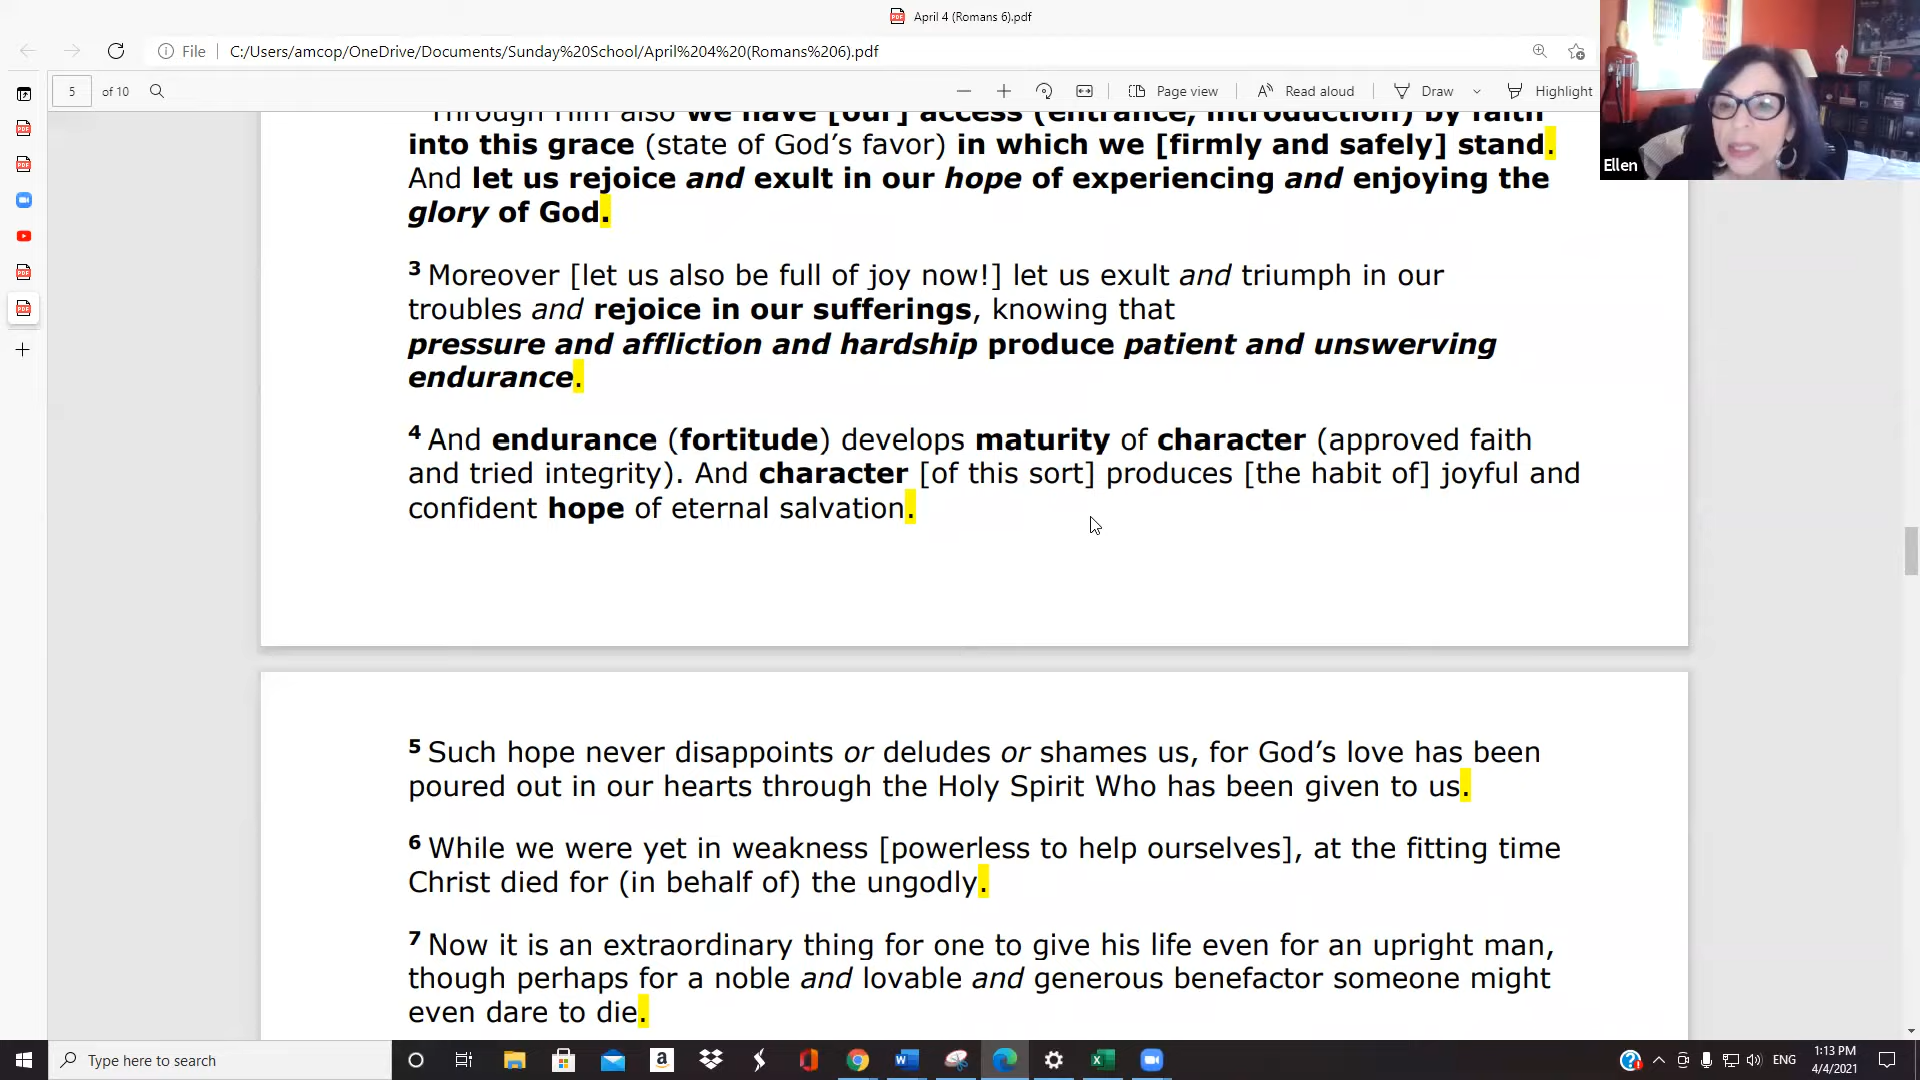 April 4 (Romans 6).pdf
File
C:/Users/amcop/OneDrive/Documents/Sunday%20School/April%204%20(Romans%206).pdf
5 of 10
Page view
Read aloud
Draw
Highlight
Ellen
Through Him also we have [our] access (entrance, introduction) by faith
into this grace (state of God’s favor) in which we [firmly and safely] stand.
And let us rejoice and exult in our hope of experiencing and enjoying the
glory of God.
3 Moreover [let us also be full of joy now!] let us exult and triumph in our
troubles and rejoice in our sufferings, knowing that
pressure and affliction and hardship produce patient and unswerving
endurance.
4 And endurance (fortitude) develops maturity of character (approved faith
and tried integrity). And character [of this sort] produces [the habit of] joyful and
confident hope of eternal salvation.
5 Such hope never disappoints or deludes or shames us, for God’s love has been
poured out in our hearts through the Holy Spirit Who has been given to us.
6 While we were yet in weakness [powerless to help ourselves], at the fitting time
Christ died for (in behalf of) the ungodly.
7 Now it is an extraordinary thing for one to give his life even for an upright man,
though perhaps for a noble and lovable and generous benefactor someone might
even dare to die.
Type here to search
ENG
1:13 PM
4/4/2021